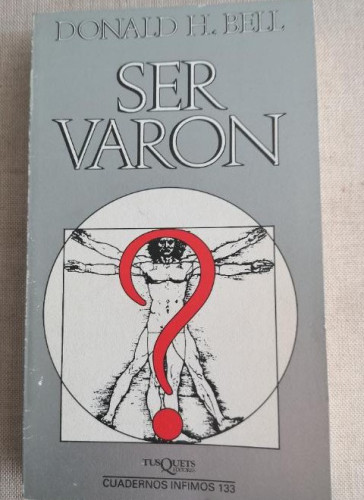 DONALD H. BELL
SER
VARON
?
TUSQUETS
EDITORES
CUADERNOS INFIMOS 133